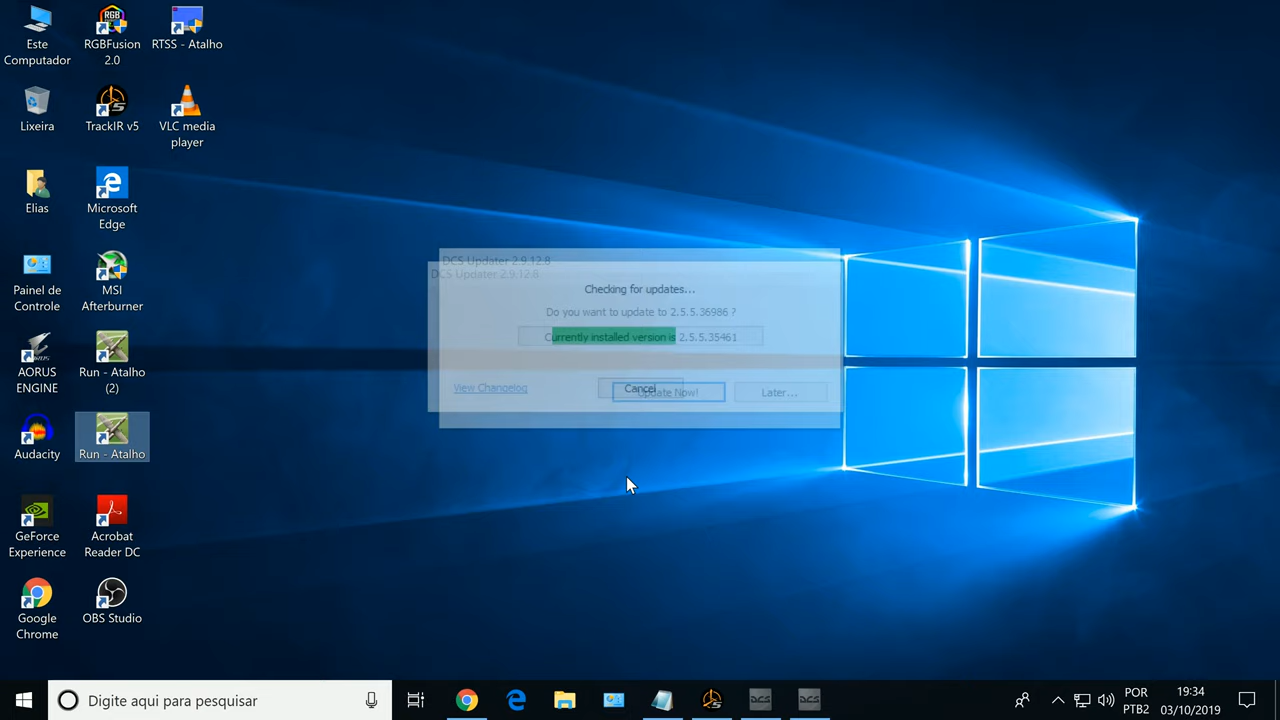 Este
Computador
RGBFusion
2.0
RTSS - Atalho
Lixeira
TrackIR v5
VLC media
player
Elias
Microsoft
Edge
Painel de
Controle
MSI
Afterburner
AORUS
ENGINE
Run - Atalho
(2)
Audacity
Run - Atalho
GeForce
Experience
Acrobat
Reader DC
Google
Chrome
OBS Studio
DCS Updater 2.9.12.8
DCS Updater 2.9.12.8
Checking for updates...
Do you want to update to 2.5.5.36986 ?
Currently installed version is 2.5.5.35461
View Changelog
Cancel
Update Now!
Later...
Digite aqui para pesquisar
POR
PTB2
19:34
03/10/2019